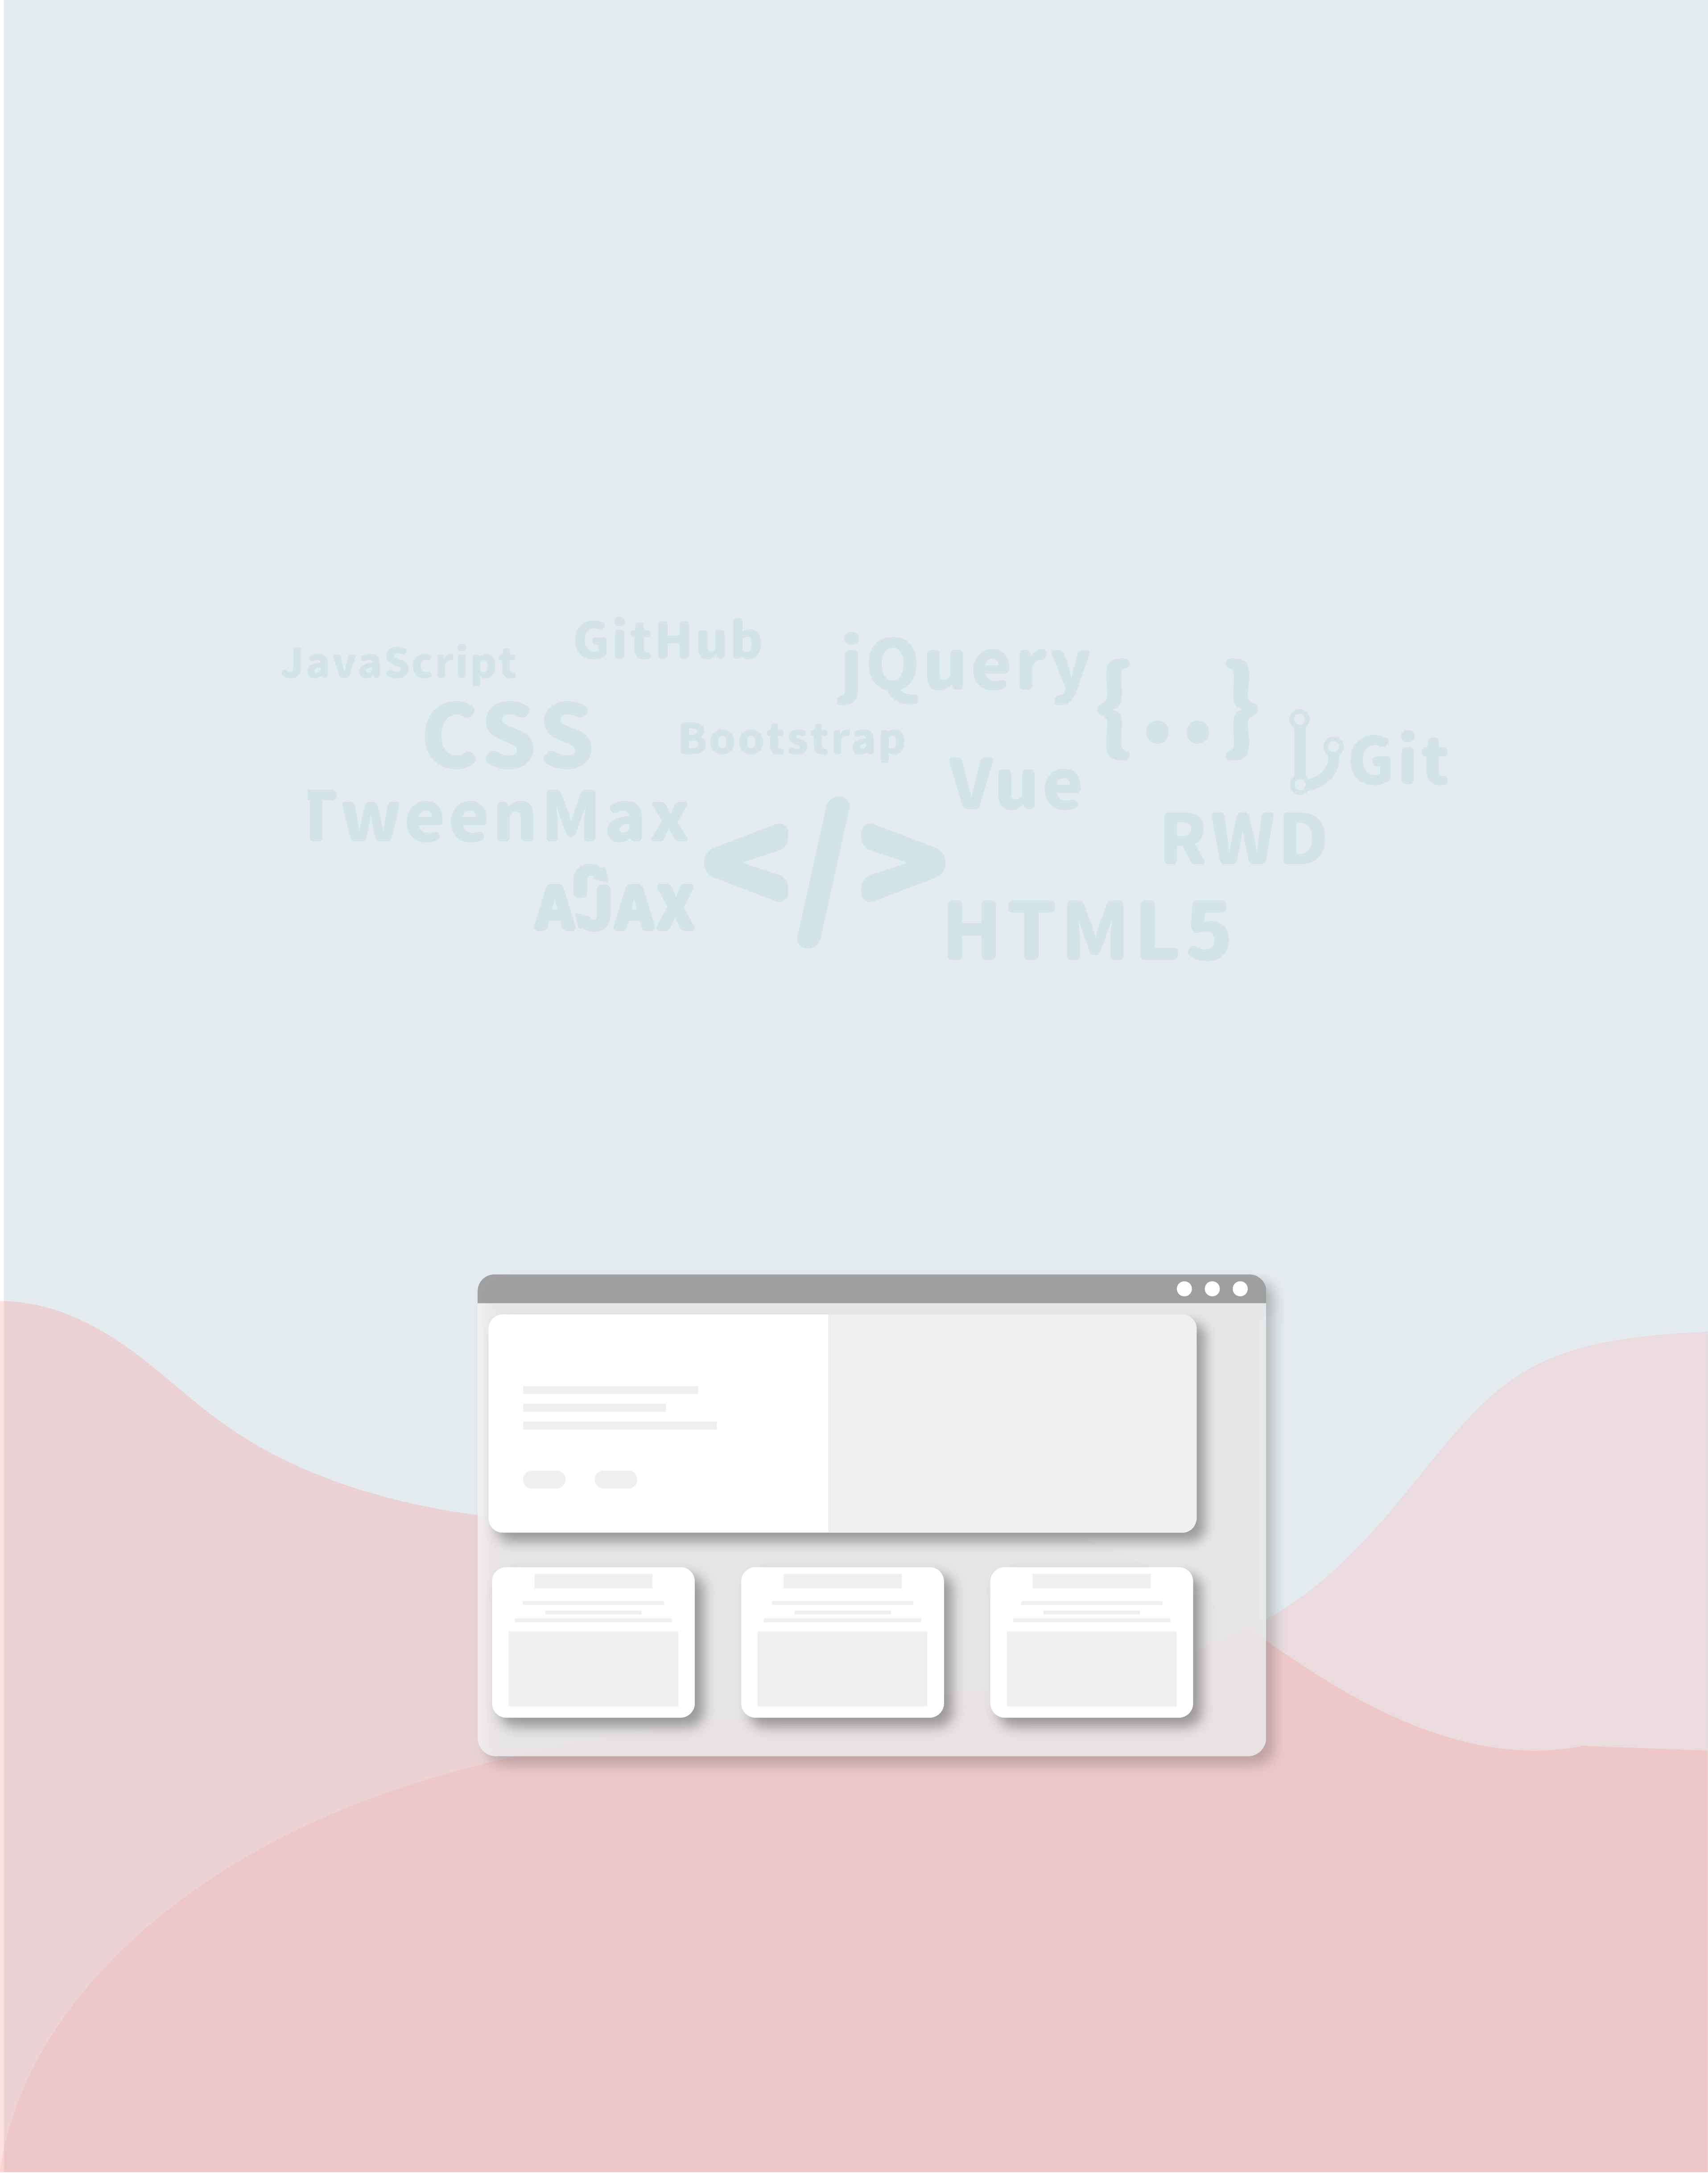 JavaScript
GitHub
jQuery
CSS
Bootstrap
{..}
Vue
Git
TweenMax
</>
RWD
AJAX
HTML5